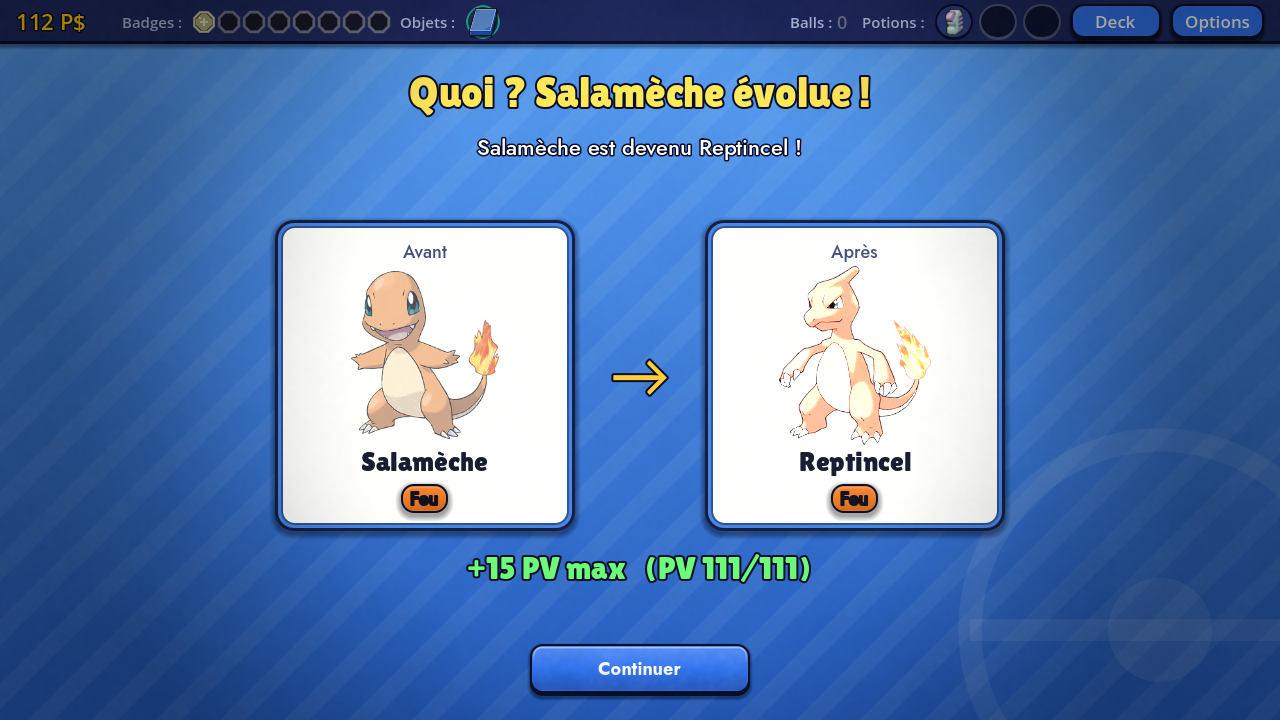 112 P$ Badges : Objets : Balls : 0 Potions : Deck Options
Quoi ? Salamèche évolue !
Salamèche est devenu Reptincel !
Avant
Après
Salamèche
Reptincel
Feu
Feu
+15 PV max (PV 111/111)
Continuer